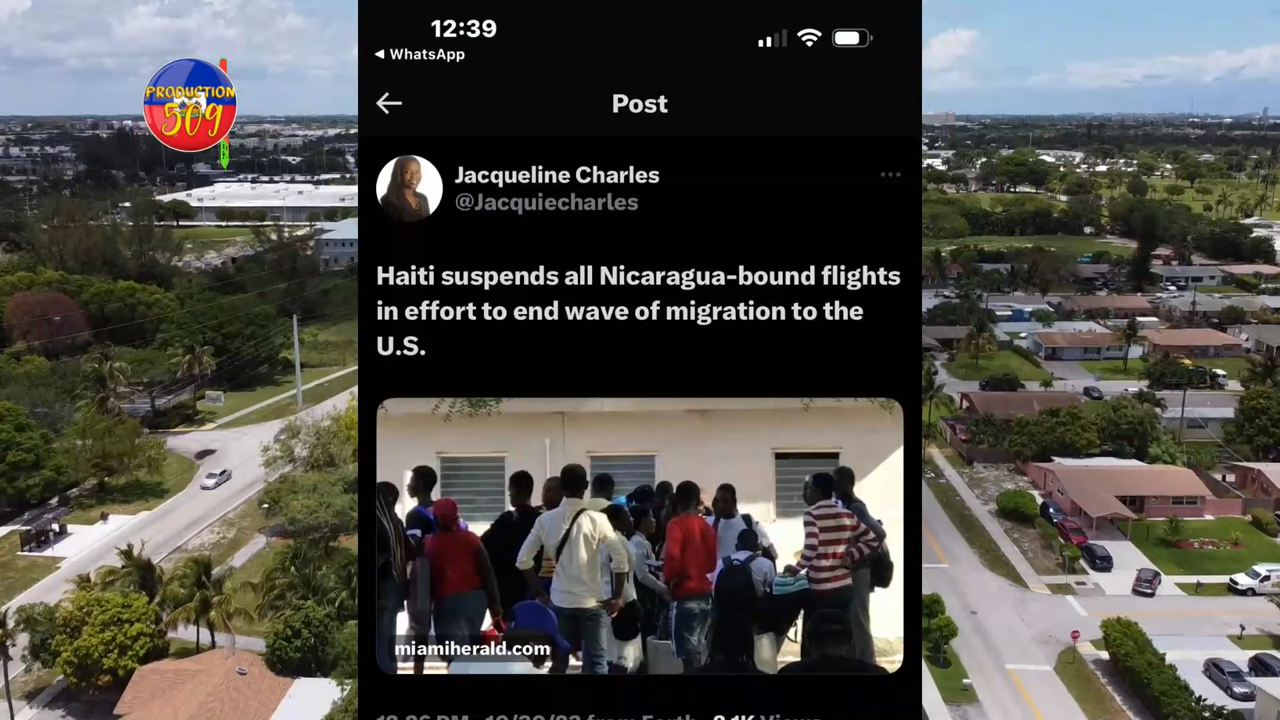 12:39
WhatsApp
Post
PRODUCTION
509
Jacqueline Charles
@Jacquiecharles
Haiti suspends all Nicaragua-bound flights
in effort to end wave of migration to the
U.S.
miamiherald.com